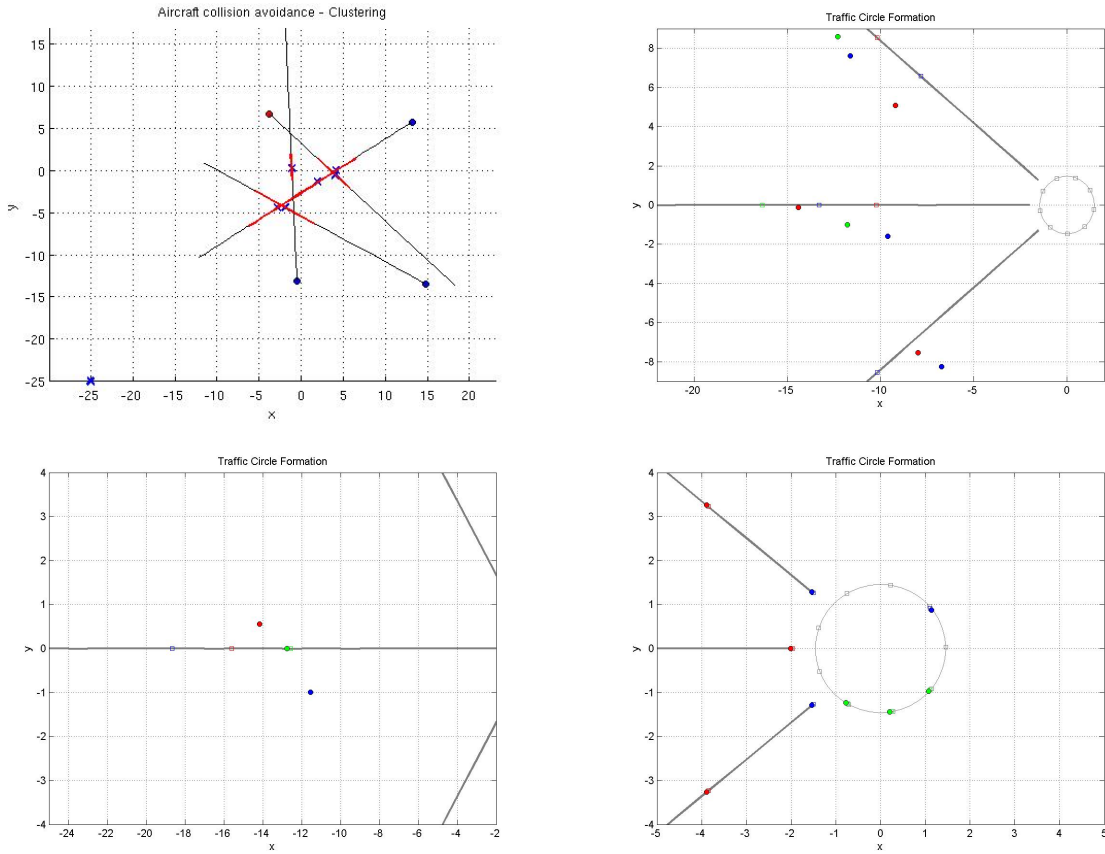 Aircraft collision avoidance - Clustering
15
10
5
0
-5
-10
-15
-20
-25
y
-25 -20 -15 -10 -5 0 5 10 15 20
x
Traffic Circle Formation
8
6
4
2
0
-2
-4
-6
-8
y
-20 -15 -10 -5 0
x
Traffic Circle Formation
4
3
2
1
0
-1
-2
-3
-4
y
-24 -22 -20 -18 -16 -14 -12 -10 -8 -6 -4 -2
x
Traffic Circle Formation
4
3
2
1
0
-1
-2
-3
-4
y
-5 -4 -3 -2 -1 0 1 2 3 4 5
x